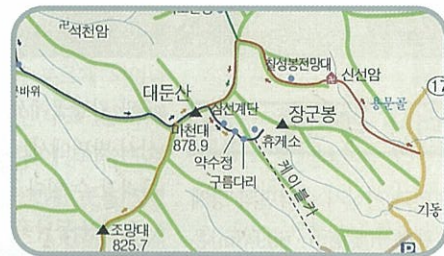 卍석천암
칠성봉전망대
신선암
대둔산
삼선계단
장군봉
마천대
878.9
휴게소
약수정
구름다리
케이블카
용문골
17
기동
조망대
825.7
P